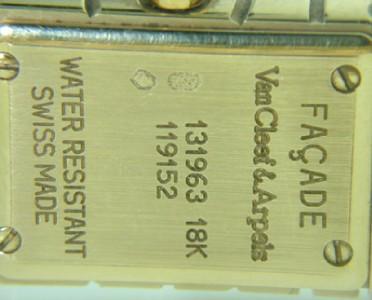 FAÇADE
Van Cleef & Arpels
131963 18K
119152
WATER RESISTANT
SWISS MADE